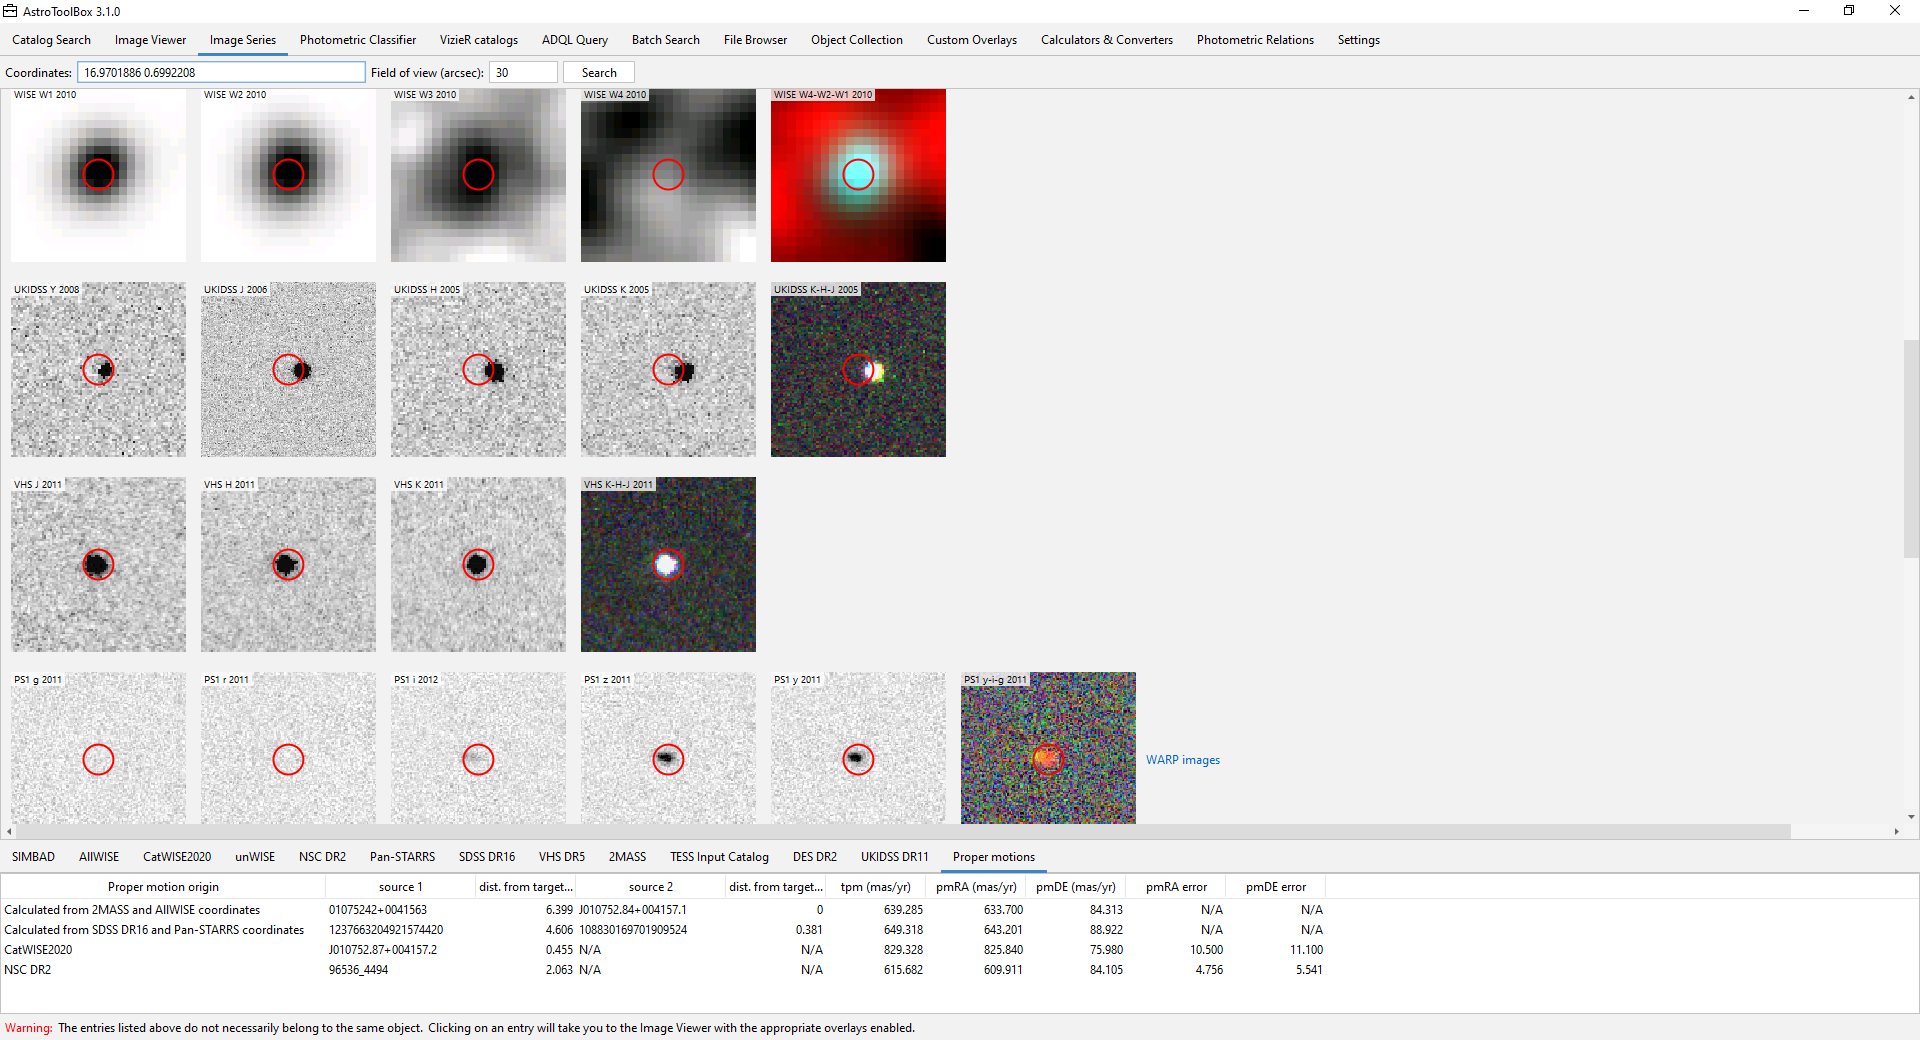 AstroToolBox 3.1.0
Catalog Search Image Viewer Image Series Photometric Classifier VizieR catalogs ADQL Query Batch Search File Browser Object Collection Custom Overlays Calculators & Converters Photometric Relations Settings
Coordinates: 16.9701886 0.6992208 Field of view (arcsec): 30 Search
WISE W1 2010 WISE W2 2010 WISE W3 2010 WISE W4 2010 WISE W4-W2-W1 2010
UKIDSS Y 2008 UKIDSS J 2006 UKIDSS H 2005 UKIDSS K 2005 UKIDSS K-H-J 2005
VHS J 2011 VHS H 2011 VHS K 2011 VHS K-H-J 2011
PS1 g 2011 PS1 r 2011 PS1 i 2012 PS1 z 2011 PS1 y 2011 PS1 y-i-g 2011
WARP images
SIMBAD AllWISE CatWISE2020 unWISE NSC DR2 Pan-STARRS SDSS DR16 VHS DR5 2MASS TESS Input Catalog DES DR2 UKIDSS DR11 Proper motions
Proper motion origin source 1 dist. from target... source 2 dist. from target... tpm (mas/yr) pmRA (mas/yr) pmDE (mas/yr) pmRA error pmDE error
Calculated from 2MASS and AllWISE coordinates 01075242+0041563 6.399 J010752.84+004157.1 0 639.285 633.700 84.313 N/A N/A
Calculated from SDSS DR16 and Pan-STARRS coordinates 1237663204921574420 4.606 108830169701909524 0.381 649.318 643.201 88.922 N/A N/A
CatWISE2020 J010752.87+004157.2 0.455 N/A N/A 829.328 825.840 75.980 10.500 11.100
NSC DR2 96536_4494 2.063 N/A N/A 615.682 609.911 84.105 4.756 5.541
Warning: The entries listed above do not necessarily belong to the same object. Clicking on an entry will take you to the Image Viewer with the appropriate overlays enabled.